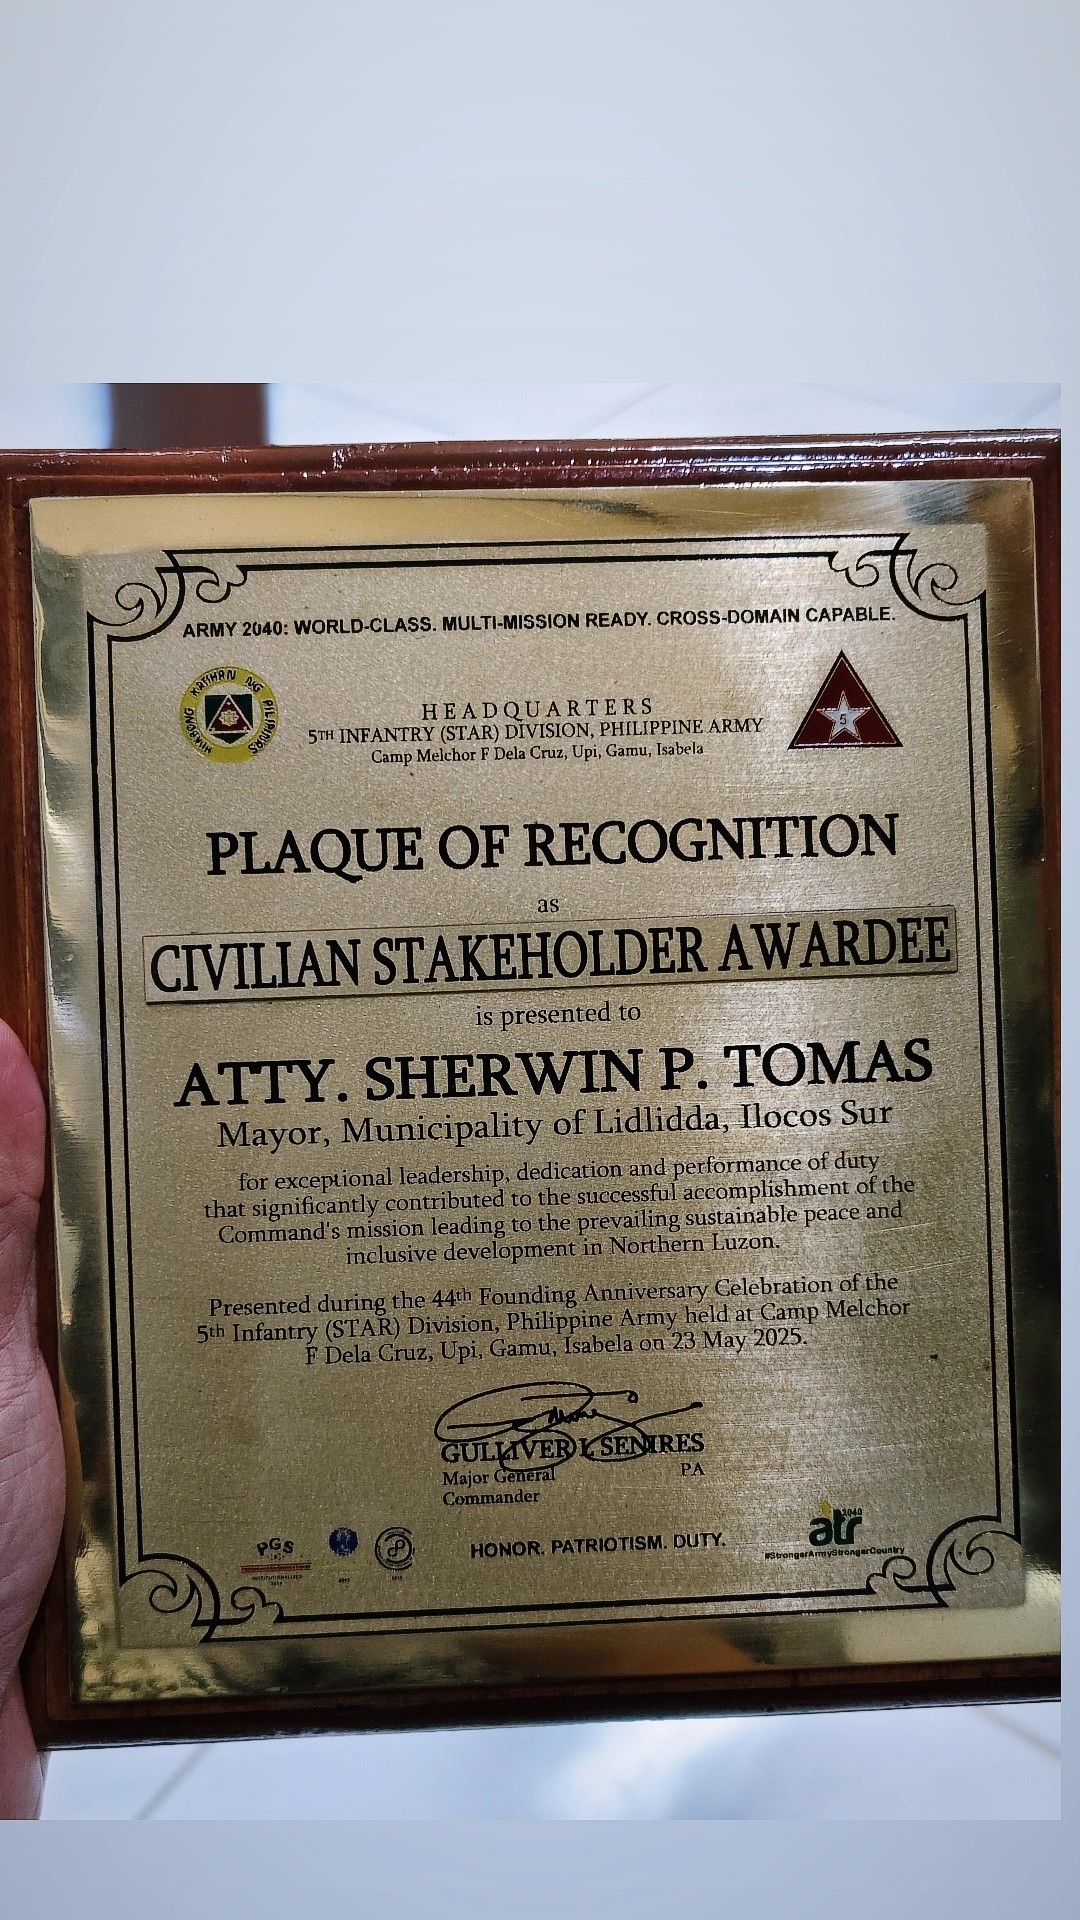 ARMY 2040: WORLD-CLASS. MULTI-MISSION READY. CROSS-DOMAIN CAPABLE.
HUKBONG KATIHAN NG PILIPINAS
5
HEADQUARTERS
5TH INFANTRY (STAR) DIVISION, PHILIPPINE ARMY
Camp Melchor F Dela Cruz, Upi, Gamu, Isabela
PLAQUE OF RECOGNITION
as
CIVILIAN STAKEHOLDER AWARDEE
is presented to
ATTY. SHERWIN P. TOMAS
Mayor, Municipality of Lidlidda, Ilocos Sur
for exceptional leadership, dedication and performance of duty
that significantly contributed to the successful accomplishment of the
Command's mission leading to the prevailing sustainable peace and
inclusive development in Northern Luzon.
Presented during the 44th Founding Anniversary Celebration of the
5th Infantry (STAR) Division, Philippine Army held at Camp Melchor
F Dela Cruz, Upi, Gamu, Isabela on 23 May 2025.
GULLIVER L SENIRES
Major General PA
Commander
PGS
INSTITUTIONALIZED
HONOR. PATRIOTISM. DUTY.
atr
2040
#StrongerArmyStrongerCountry